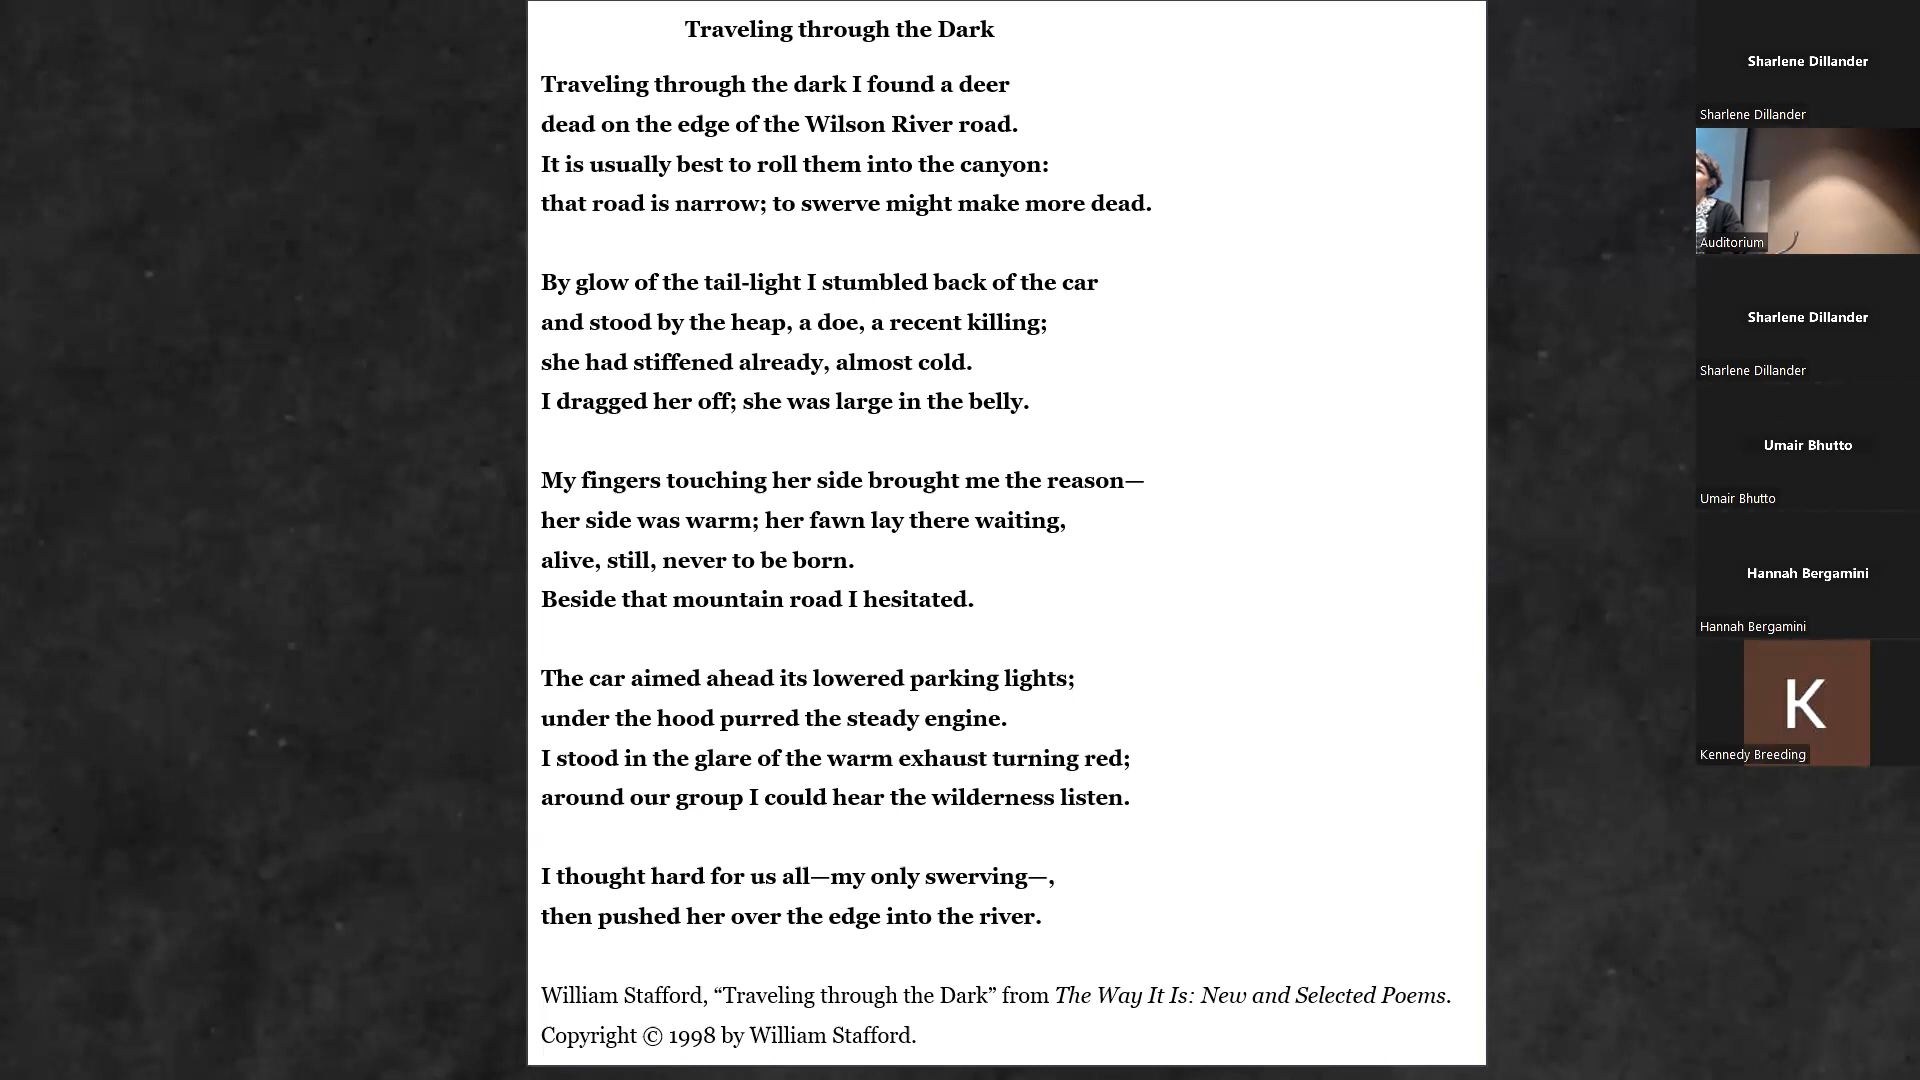 Traveling through the Dark
Traveling through the dark I found a deer
dead on the edge of the Wilson River road.
It is usually best to roll them into the canyon:
that road is narrow; to swerve might make more dead.
By glow of the tail-light I stumbled back of the car
and stood by the heap, a doe, a recent killing;
she had stiffened already, almost cold.
I dragged her off; she was large in the belly.
My fingers touching her side brought me the reason—
her side was warm; her fawn lay there waiting,
alive, still, never to be born.
Beside that mountain road I hesitated.
The car aimed ahead its lowered parking lights;
under the hood purred the steady engine.
I stood in the glare of the warm exhaust turning red;
around our group I could hear the wilderness listen.
I thought hard for us all—my only swerving—,
then pushed her over the edge into the river.
William Stafford, “Traveling through the Dark” from The Way It Is: New and Selected Poems.
Copyright © 1998 by William Stafford.
Sharlene Dillander
Sharlene Dillander
Auditorium
Sharlene Dillander
Sharlene Dillander
Umair Bhutto
Umair Bhutto
Hannah Bergamini
Hannah Bergamini
K
Kennedy Breeding